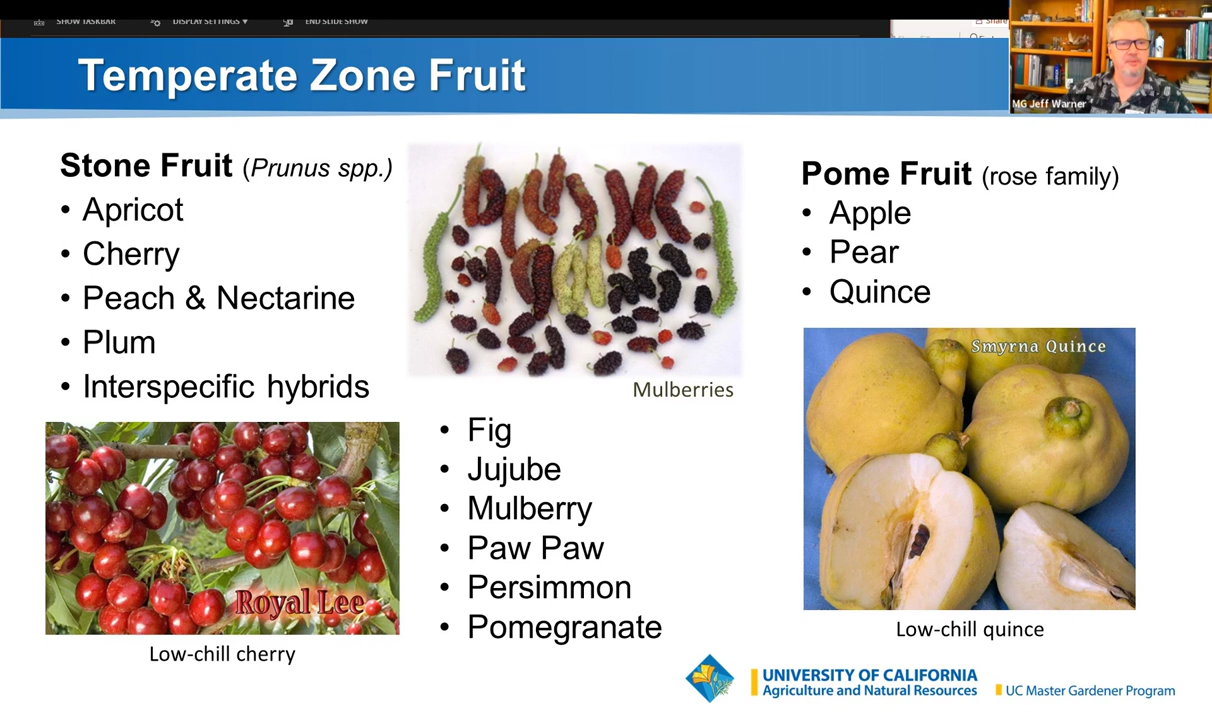 SHOW TASKBAR
DISPLAY SETTINGS ▾
END SLIDE SHOW
Share
Temperate Zone Fruit
MG Jeff Warner
Stone Fruit (Prunus spp.)
• Apricot
• Cherry
• Peach & Nectarine
• Plum
• Interspecific hybrids
Royal Lee
Low-chill cherry
Mulberries
• Fig
• Jujube
• Mulberry
• Paw Paw
• Persimmon
• Pomegranate
Pome Fruit (rose family)
• Apple
• Pear
• Quince
Smyrna Quince
Low-chill quince
UNIVERSITY OF CALIFORNIA
Agriculture and Natural Resources
UC Master Gardener Program